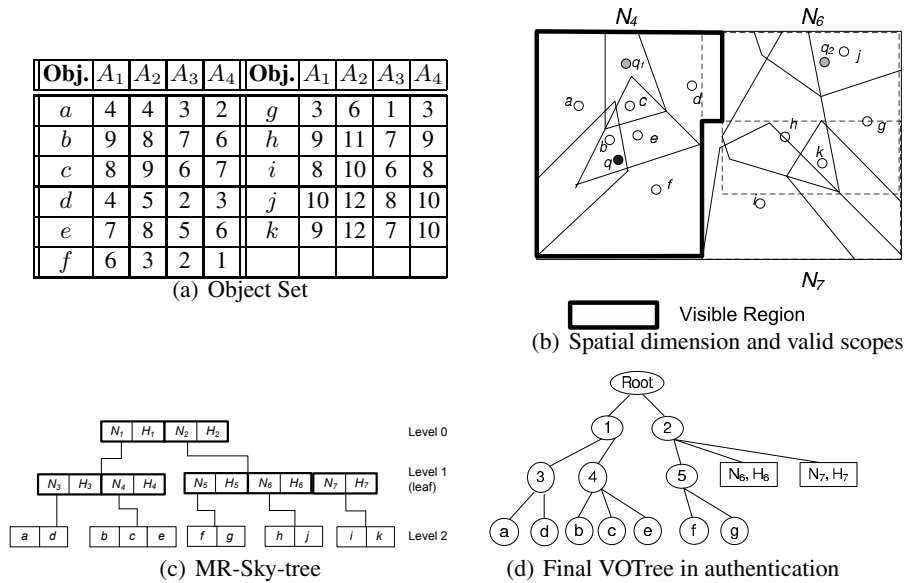 Obj. A1 A2 A3 A4 Obj. A1 A2 A3 A4
a 4 4 3 2 g 3 6 1 3
b 9 8 7 6 h 9 11 7 9
c 8 9 6 7 i 8 10 6 8
d 4 5 2 3 j 10 12 8 10
e 7 8 5 6 k 9 12 7 10
f 6 3 2 1
(a) Object Set
N4 N6
q1 q2 j
a c d
b e h g
q k
f i
N7
Visible Region
(b) Spatial dimension and valid scopes
N1 H1 N2 H2 Level 0
N3 H3 N4 H4 N5 H5 N6 H6 N7 H7 Level 1
(leaf)
a d b c e f g h j i k Level 2
(c) MR-Sky-tree
Root
1 2
3 4 5 N6, H6 N7, H7
a d b c e f g
(d) Final VOTree in authentication